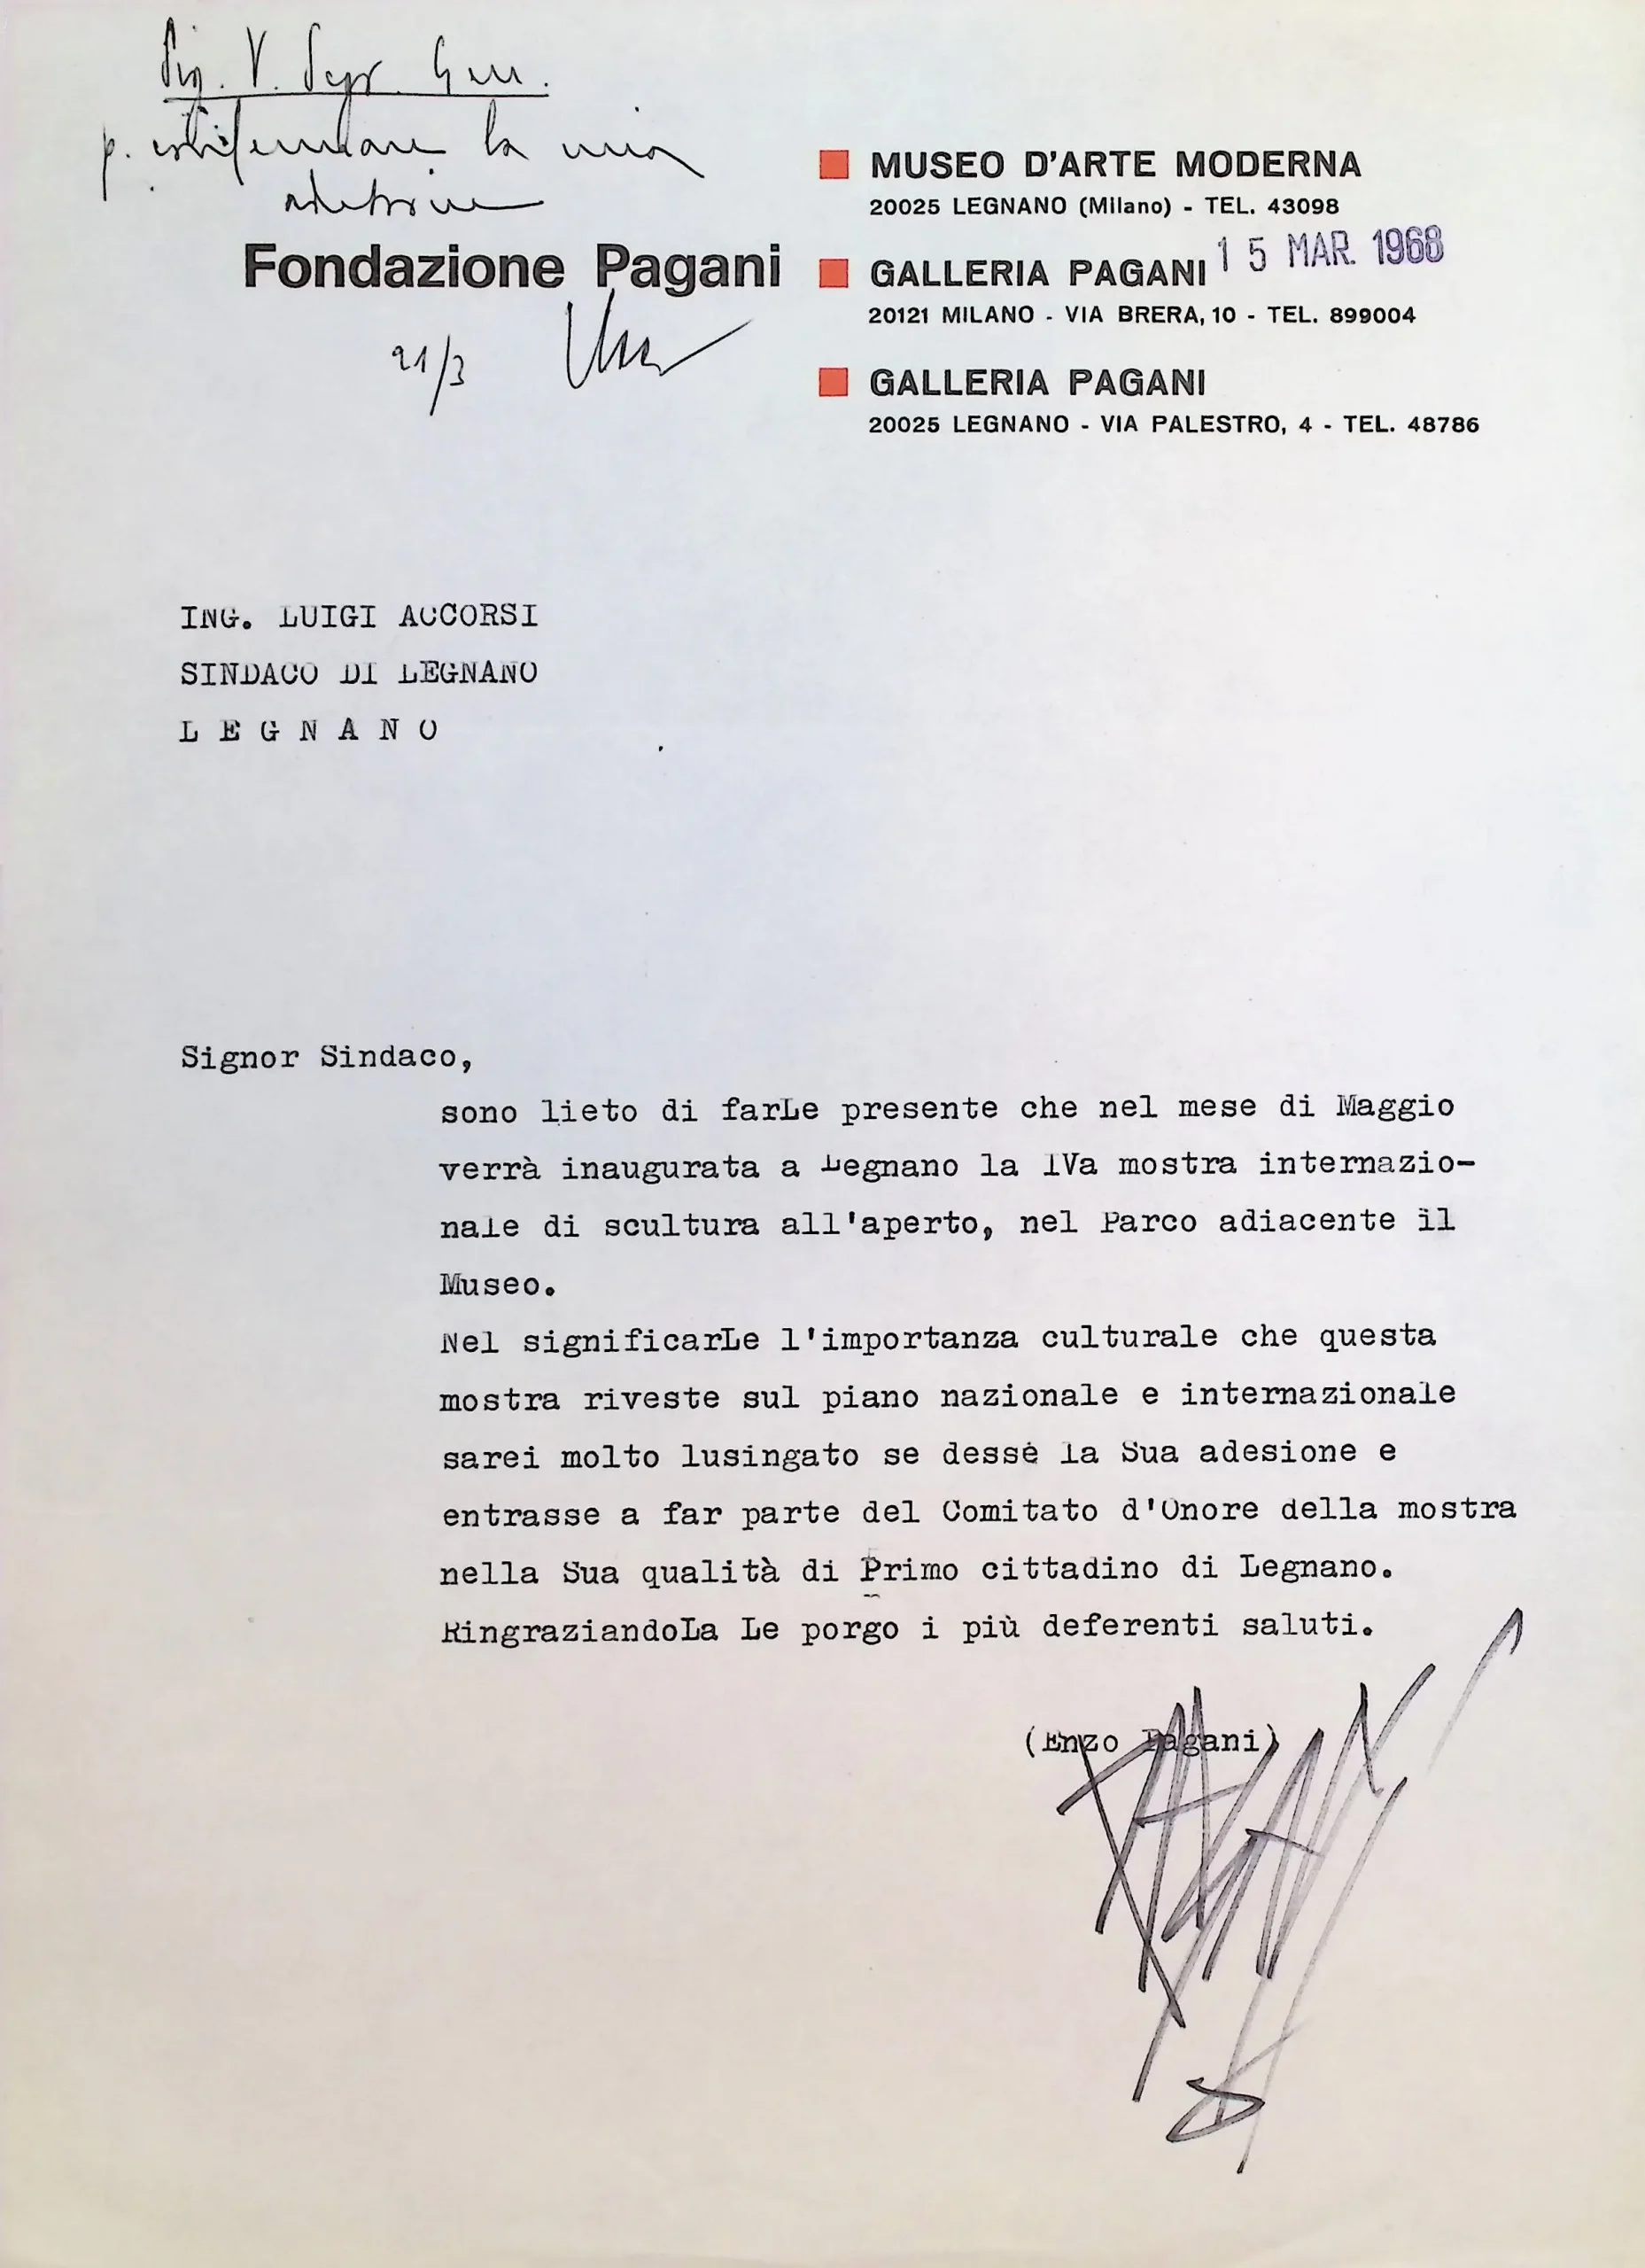 Sig. V. Segr. Gen.
p. confermare la mia
adesione
Fondazione Pagani
21/3
MUSEO D'ARTE MODERNA
20025 LEGNANO (Milano) - TEL. 43098
15 MAR. 1968
GALLERIA PAGANI
20121 MILANO - VIA BRERA, 10 - TEL. 899004
GALLERIA PAGANI
20025 LEGNANO - VIA PALESTRO, 4 - TEL. 48786
ING. LUIGI ACCORSI
SINDACO DI LEGNANO
L E G N A N O
Signor Sindaco,
sono lieto di farLe presente che nel mese di Maggio
verrà inaugurata a Legnano la IVa mostra internazio-
nale di scultura all'aperto, nel Parco adiacente il
Museo.
Nel significarLe l'importanza culturale che questa
mostra riveste sul piano nazionale e internazionale
sarei molto lusingato se desse la Sua adesione e
entrasse a far parte del Comitato d'Onore della mostra
nella Sua qualità di Primo cittadino di Legnano.
RingraziandoLa Le porgo i più deferenti saluti.
(Enzo Pagani)
PAGANI